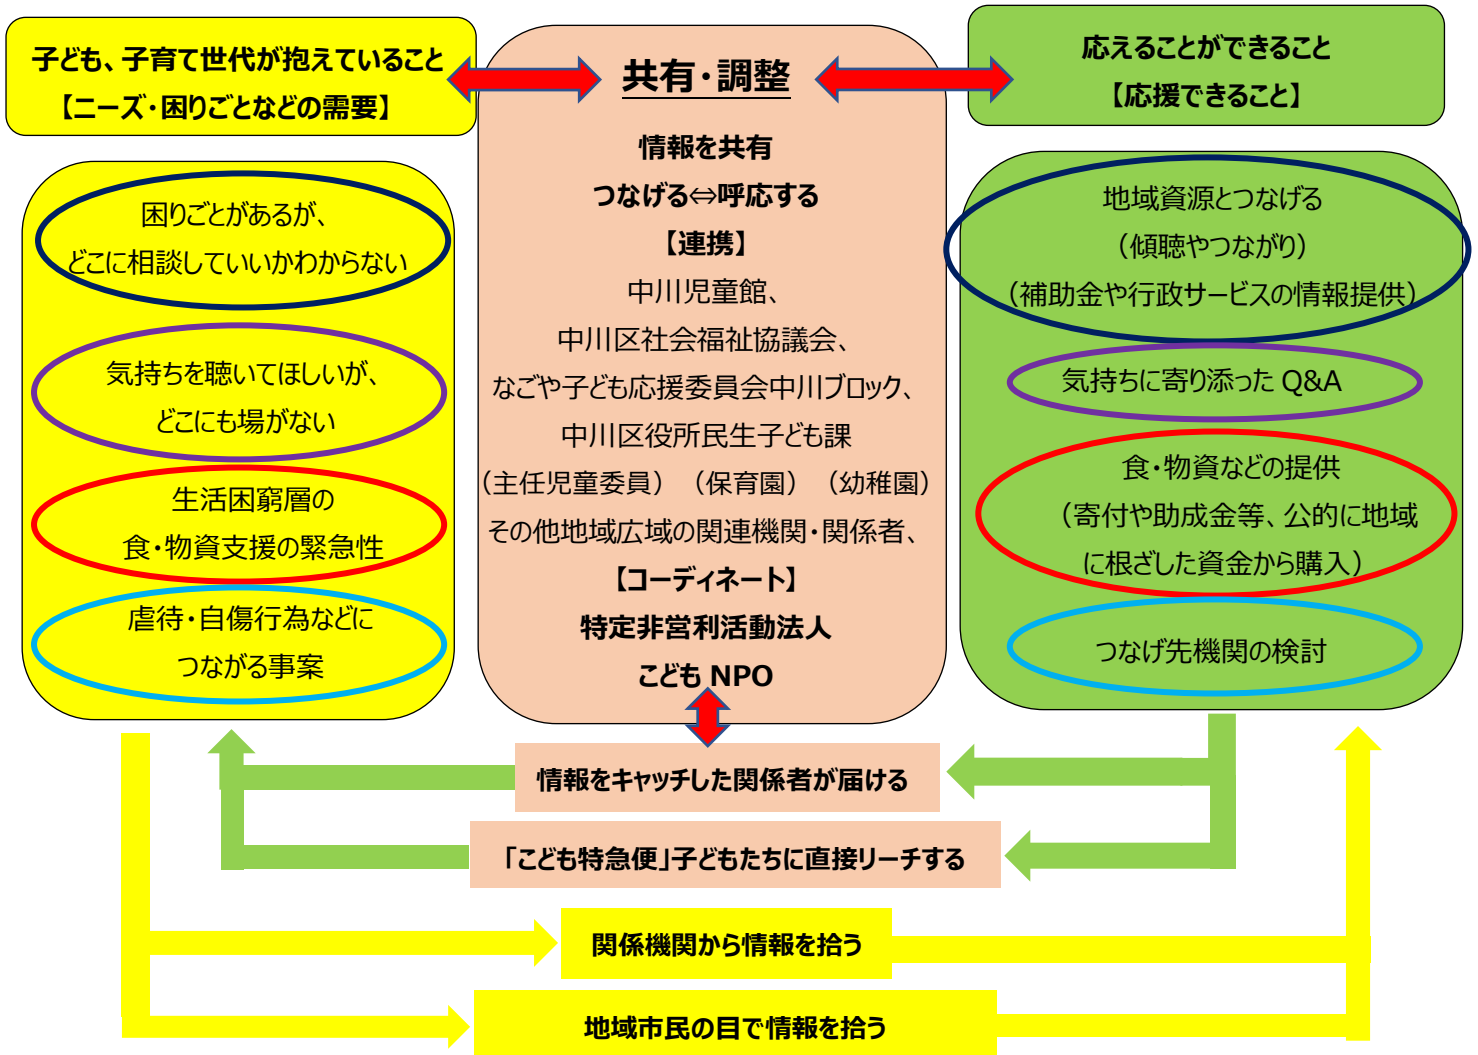 子ども、子育て世代が抱えていること
【ニーズ・困りごとなどの需要】
困りごとがあるが、
どこに相談していいかわからない
気持ちを聴いてほしいが、
どこにも場がない
生活困窮層の
食・物資支援の緊急性
虐待・自傷行為などに
つながる事案
共有・調整
情報を共有
つなげる⇔呼応する
【連携】
中川児童館、
中川区社会福祉協議会、
なごや子ども応援委員会中川ブロック、
中川区役所民生子ども課
（主任児童委員）（保育園）（幼稚園）
その他地域広域の関連機関・関係者、
【コーディネート】
特定非営利活動法人
こども NPO
応えることができること
【応援できること】
地域資源とつなげる
（傾聴やつながり）
（補助金や行政サービスの情報提供）
気持ちに寄り添った Q&A
食・物資などの提供
（寄付や助成金等、公的に地域
に根ざした資金から購入）
つなげ先機関の検討
情報をキャッチした関係者が届ける
「こども特急便」子どもたちに直接リーチする
関係機関から情報を拾う
地域市民の目で情報を拾う